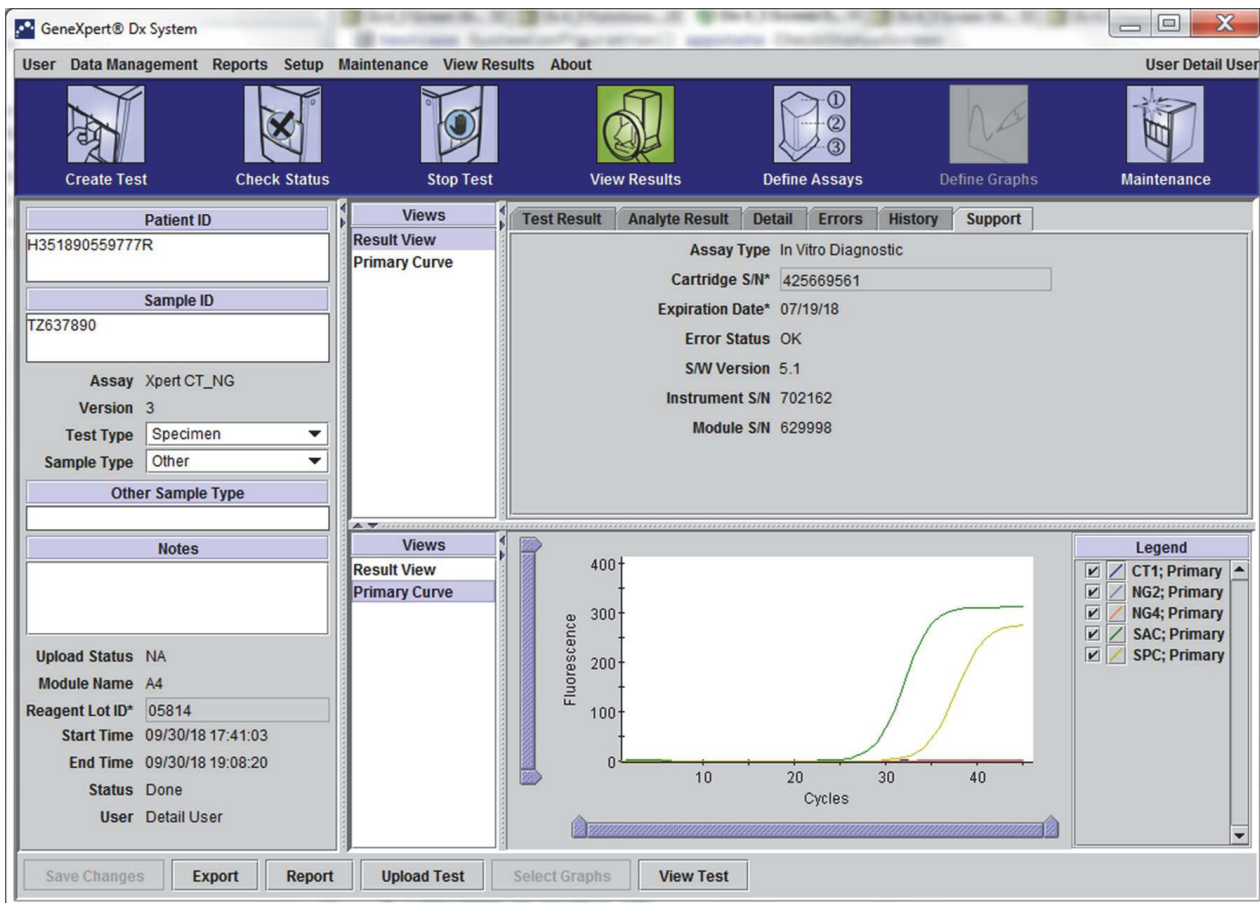 GeneXpert® Dx System
User Data Management Reports Setup Maintenance View Results About User Detail User
Create Test Check Status Stop Test View Results Define Assays Define Graphs Maintenance
① ② ③
Patient ID
H351890559777R
Sample ID
TZ637890
Assay Xpert CT_NG
Version 3
Test Type Specimen
Sample Type Other
Other Sample Type
Notes
Upload Status NA
Module Name A4
Reagent Lot ID* 05814
Start Time 09/30/18 17:41:03
End Time 09/30/18 19:08:20
Status Done
User Detail User
Views
Result View
Primary Curve
Test Result Analyte Result Detail Errors History Support
Assay Type In Vitro Diagnostic
Cartridge S/N* 425669561
Expiration Date* 07/19/18
Error Status OK
S/W Version 5.1
Instrument S/N 702162
Module S/N 629998
Views
Result View
Primary Curve
Fluorescence
400
300
200
100
0
10 20 30 40
Cycles
Legend
CT1; Primary
NG2; Primary
NG4; Primary
SAC; Primary
SPC; Primary
Save Changes Export Report Upload Test Select Graphs View Test